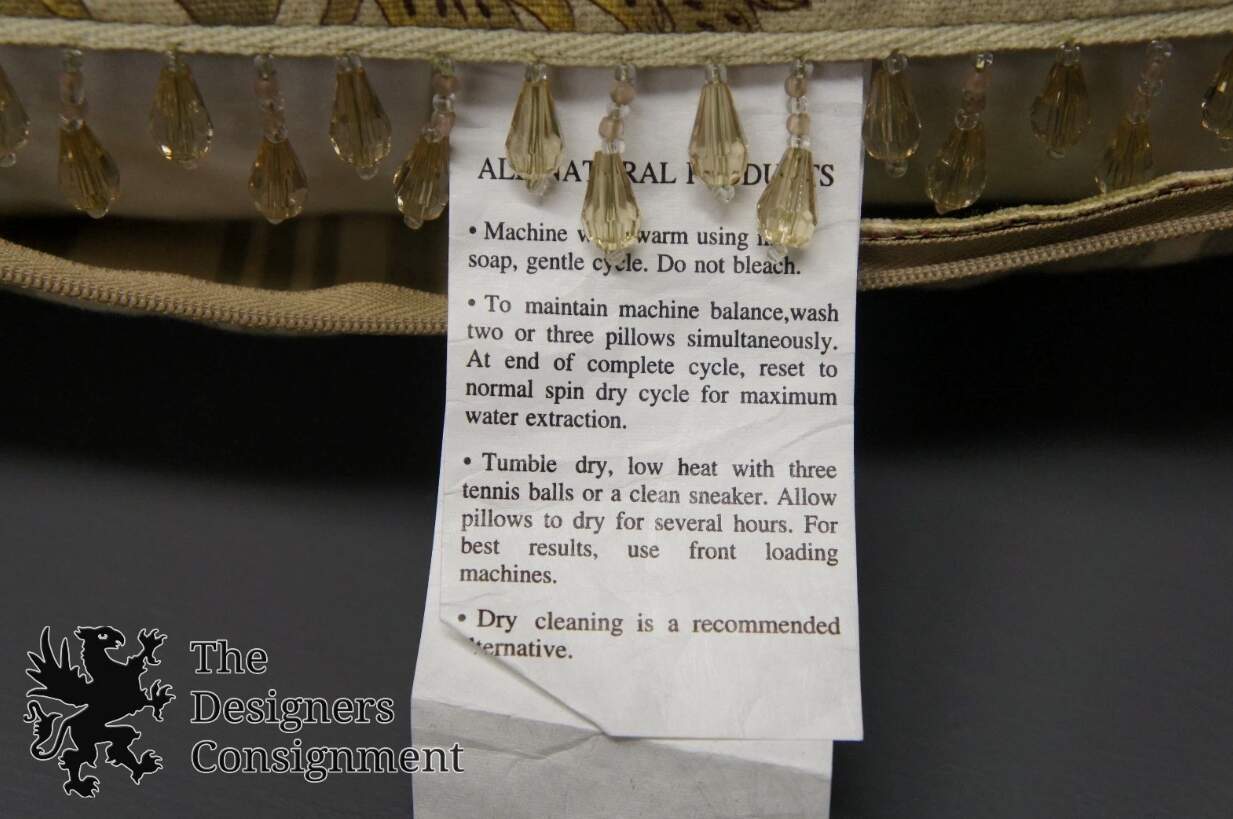 • Machine warm using
soap, gentle cycle. Do not bleach.
• To maintain machine balance,wash
two or three pillows simultaneously.
At end of complete cycle, reset to
normal spin dry cycle for maximum
water extraction.
• Tumble dry, low heat with three
tennis balls or a clean sneaker. Allow
pillows to dry for several hours. For
best results, use front loading
machines.
• Dry cleaning is a recommended
lternative.
The
Designers
Consignment